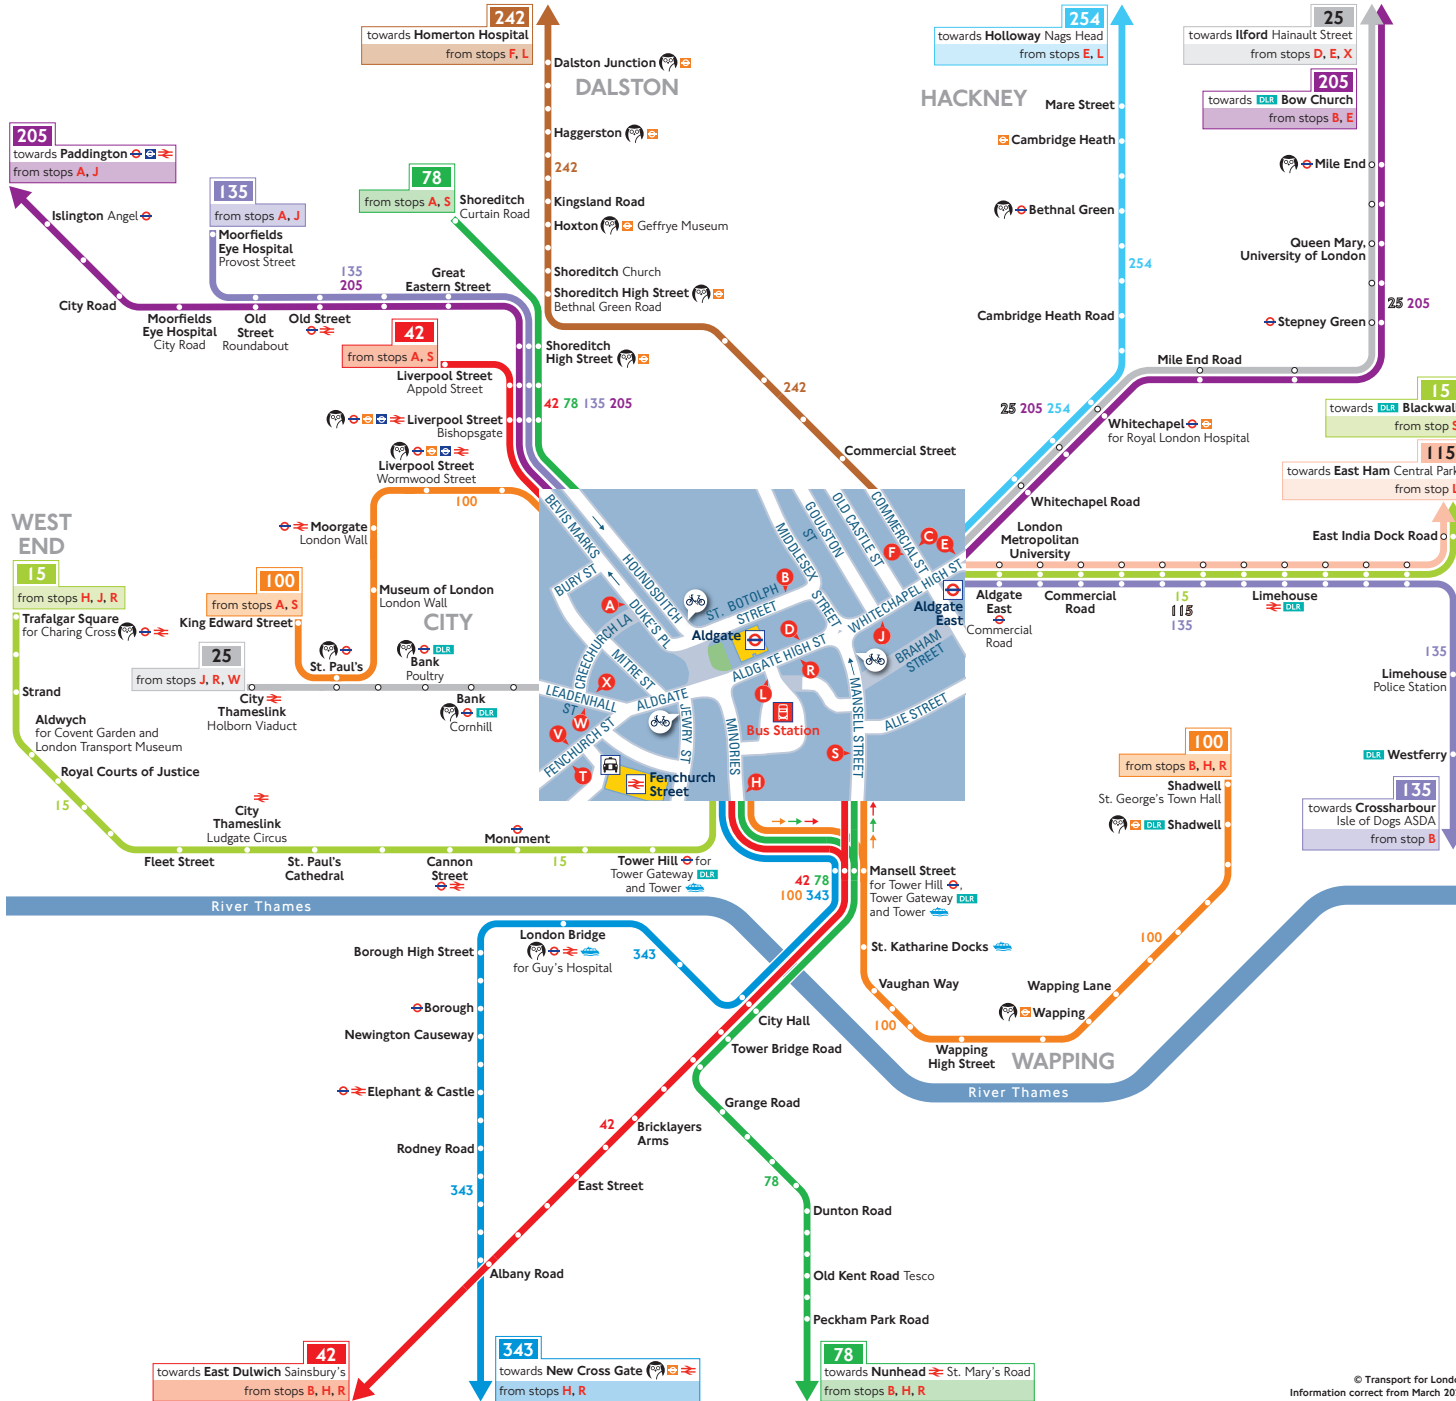 242
towards Homerton Hospital
from stops F, L
254
towards Holloway Nags Head
from stops E, L
25
towards Ilford Hainault Street
from stops D, E, X
205
towards DLR Bow Church
from stops B, E
Dalston Junction
DALSTON
Haggerston
242
Kingsland Road
Hoxton Geffrye Museum
Shoreditch Church
Shoreditch High Street
Bethnal Green Road
HACKNEY
Mare Street
Cambridge Heath
Bethnal Green
254
Cambridge Heath Road
Mile End
Queen Mary,
University of London
25 205
Stepney Green
Mile End Road
205
towards Paddington
from stops A, J
Islington Angel
135
from stops A, J
Moorfields
Eye Hospital
Provost Street
78
from stops A, S
Shoreditch
Curtain Road
135
205
Great
Eastern Street
City Road
Moorfields
Eye Hospital
City Road
Old
Street
Roundabout
Old Street
42
from stops A, S
Liverpool Street
Appold Street
Shoreditch
High Street
42 78 135 205
Liverpool Street
Bishopsgate
Liverpool Street
Wormwood Street
100
242
Commercial Street
25 205 254
Whitechapel
for Royal London Hospital
Whitechapel Road
15
towards DLR Blackwall
from stop S
115
towards East Ham Central Park
from stop L
East India Dock Road
London
Metropolitan
University
Aldgate
East
Commercial
Road
Commercial
Road
15
115
135
Limehouse
DLR
135
Limehouse
Police Station
DLR Westferry
135
towards Crossharbour
Isle of Dogs ASDA
from stop B
WEST
END
15
from stops H, J, R
Trafalgar Square
for Charing Cross
Strand
Aldwych
for Covent Garden and
London Transport Museum
Royal Courts of Justice
15
Moorgate
London Wall
100
from stops A, S
King Edward Street
Museum of London
London Wall
CITY
St. Paul's
25
from stops J, R, W
DLR
Bank
Poultry
City
Thameslink
Holborn Viaduct
Bank
DLR
Cornhill
City
Thameslink
Ludgate Circus
Fleet Street
St. Paul's
Cathedral
Cannon
Street
Monument
15
Tower Hill for
Tower Gateway DLR
and Tower
BEVIS MARKS
HOUNDSDITCH
BURY ST
DUKE'S PL
CREECHURCH LA
MITRE ST
LEADENHALL
ST
FENCHURCH ST
ALDGATE
JEWRY ST
MINORIES
ST. BOTOLPH
STREET
MIDDLESEX
STREET
GOULSTON
ST
OLD CASTLE ST
COMMERCIAL ST
WHITECHAPEL HIGH ST
ALDGATE HIGH ST
BRAHAM
STREET
MANSELL STREET
ALIE STREET
Aldgate
Aldgate
East
Bus Station
Fenchurch
Street
A
B
C
D
E
F
H
J
L
R
S
T
V
W
X
42 78
100 343
Mansell Street
for Tower Hill ,
Tower Gateway DLR
and Tower
100
from stops B, H, R
Shadwell
St. George's Town Hall
DLR Shadwell
St. Katharine Docks
Vaughan Way
100
Wapping
High Street
WAPPING
Wapping
Wapping Lane
100
River Thames
River Thames
London Bridge
for Guy's Hospital
343
Borough High Street
Borough
Newington Causeway
Elephant & Castle
Rodney Road
343
City Hall
Tower Bridge Road
Grange Road
42
Bricklayers
Arms
East Street
78
Dunton Road
Albany Road
Old Kent Road Tesco
Peckham Park Road
42
towards East Dulwich Sainsbury's
from stops B, H, R
343
towards New Cross Gate
from stops H, R
78
towards Nunhead St. Mary's Road
from stops B, H, R
© Transport for Londo
Information correct from March 20